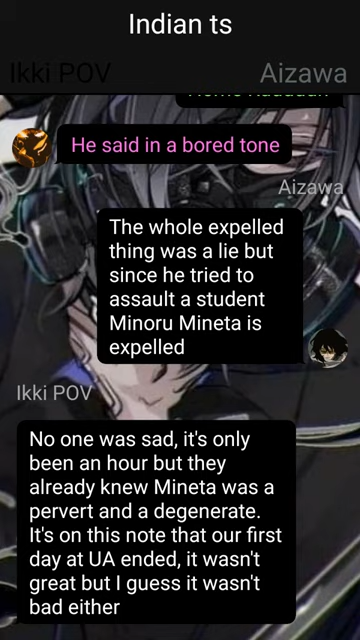 Indian ts
Ikki POV
Aizawa
He said in a bored tone
Aizawa
The whole expelled
thing was a lie but
since he tried to
assault a student
Minoru Mineta is
expelled
Ikki POV
No one was sad, it's only
been an hour but they
already knew Mineta was a
pervert and a degenerate.
It's on this note that our first
day at UA ended, it wasn't
great but I guess it wasn't
bad either